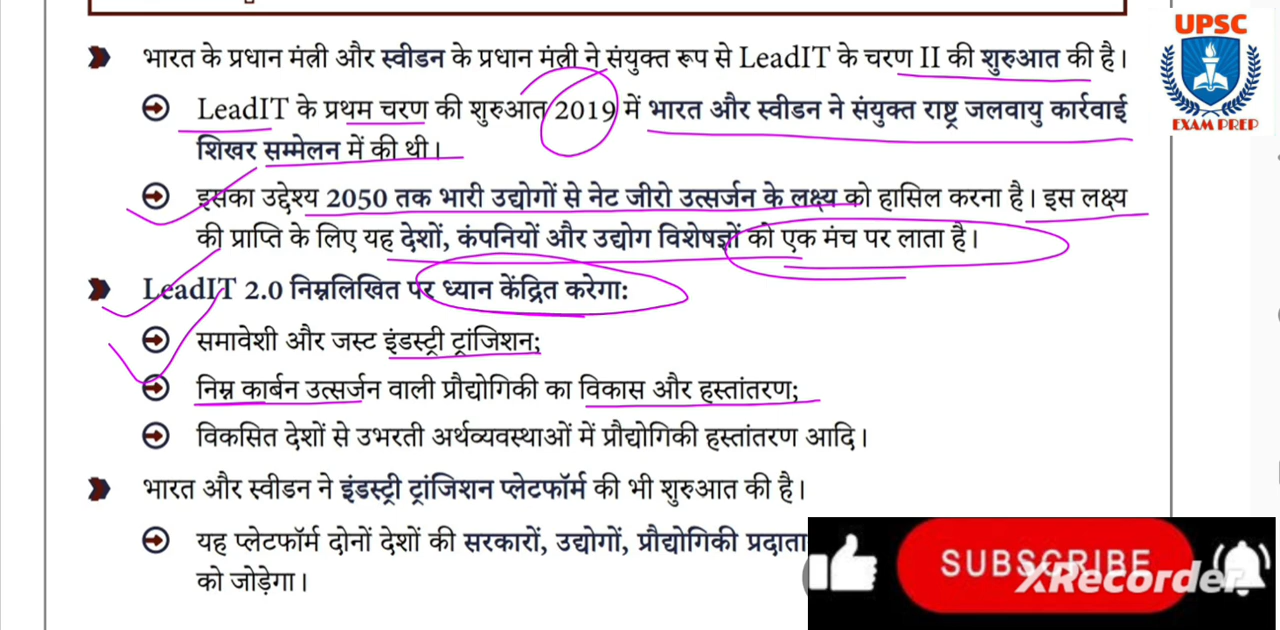 भारत के प्रधान मंत्री और स्वीडन के प्रधान मंत्री ने संयुक्त रूप से LeadIT के चरण II की शुरुआत की है।
LeadIT के प्रथम चरण की शुरुआत 2019 में भारत और स्वीडन ने संयुक्त राष्ट्र जलवायु कार्रवाई
शिखर सम्मेलन में की थी।
इसका उद्देश्य 2050 तक भारी उद्योगों से नेट जीरो उत्सर्जन के लक्ष्य को हासिल करना है। इस लक्ष्य
की प्राप्ति के लिए यह देशों, कंपनियों और उद्योग विशेषज्ञों को एक मंच पर लाता है।
LeadIT 2.0 निम्नलिखित पर ध्यान केंद्रित करेगा:
समावेशी और जस्ट इंडस्ट्री ट्रांजिशन;
निम्न कार्बन उत्सर्जन वाली प्रौद्योगिकी का विकास और हस्तांतरण;
विकसित देशों से उभरती अर्थव्यवस्थाओं में प्रौद्योगिकी हस्तांतरण आदि।
भारत और स्वीडन ने इंडस्ट्री ट्रांजिशन प्लेटफॉर्म की भी शुरुआत की है।
यह प्लेटफॉर्म दोनों देशों की सरकारों, उद्योगों, प्रौद्योगिकी प्रदाता
को जोड़ेगा।
UPSC
EXAM PREP
SUBSCRIBE
XRecorder